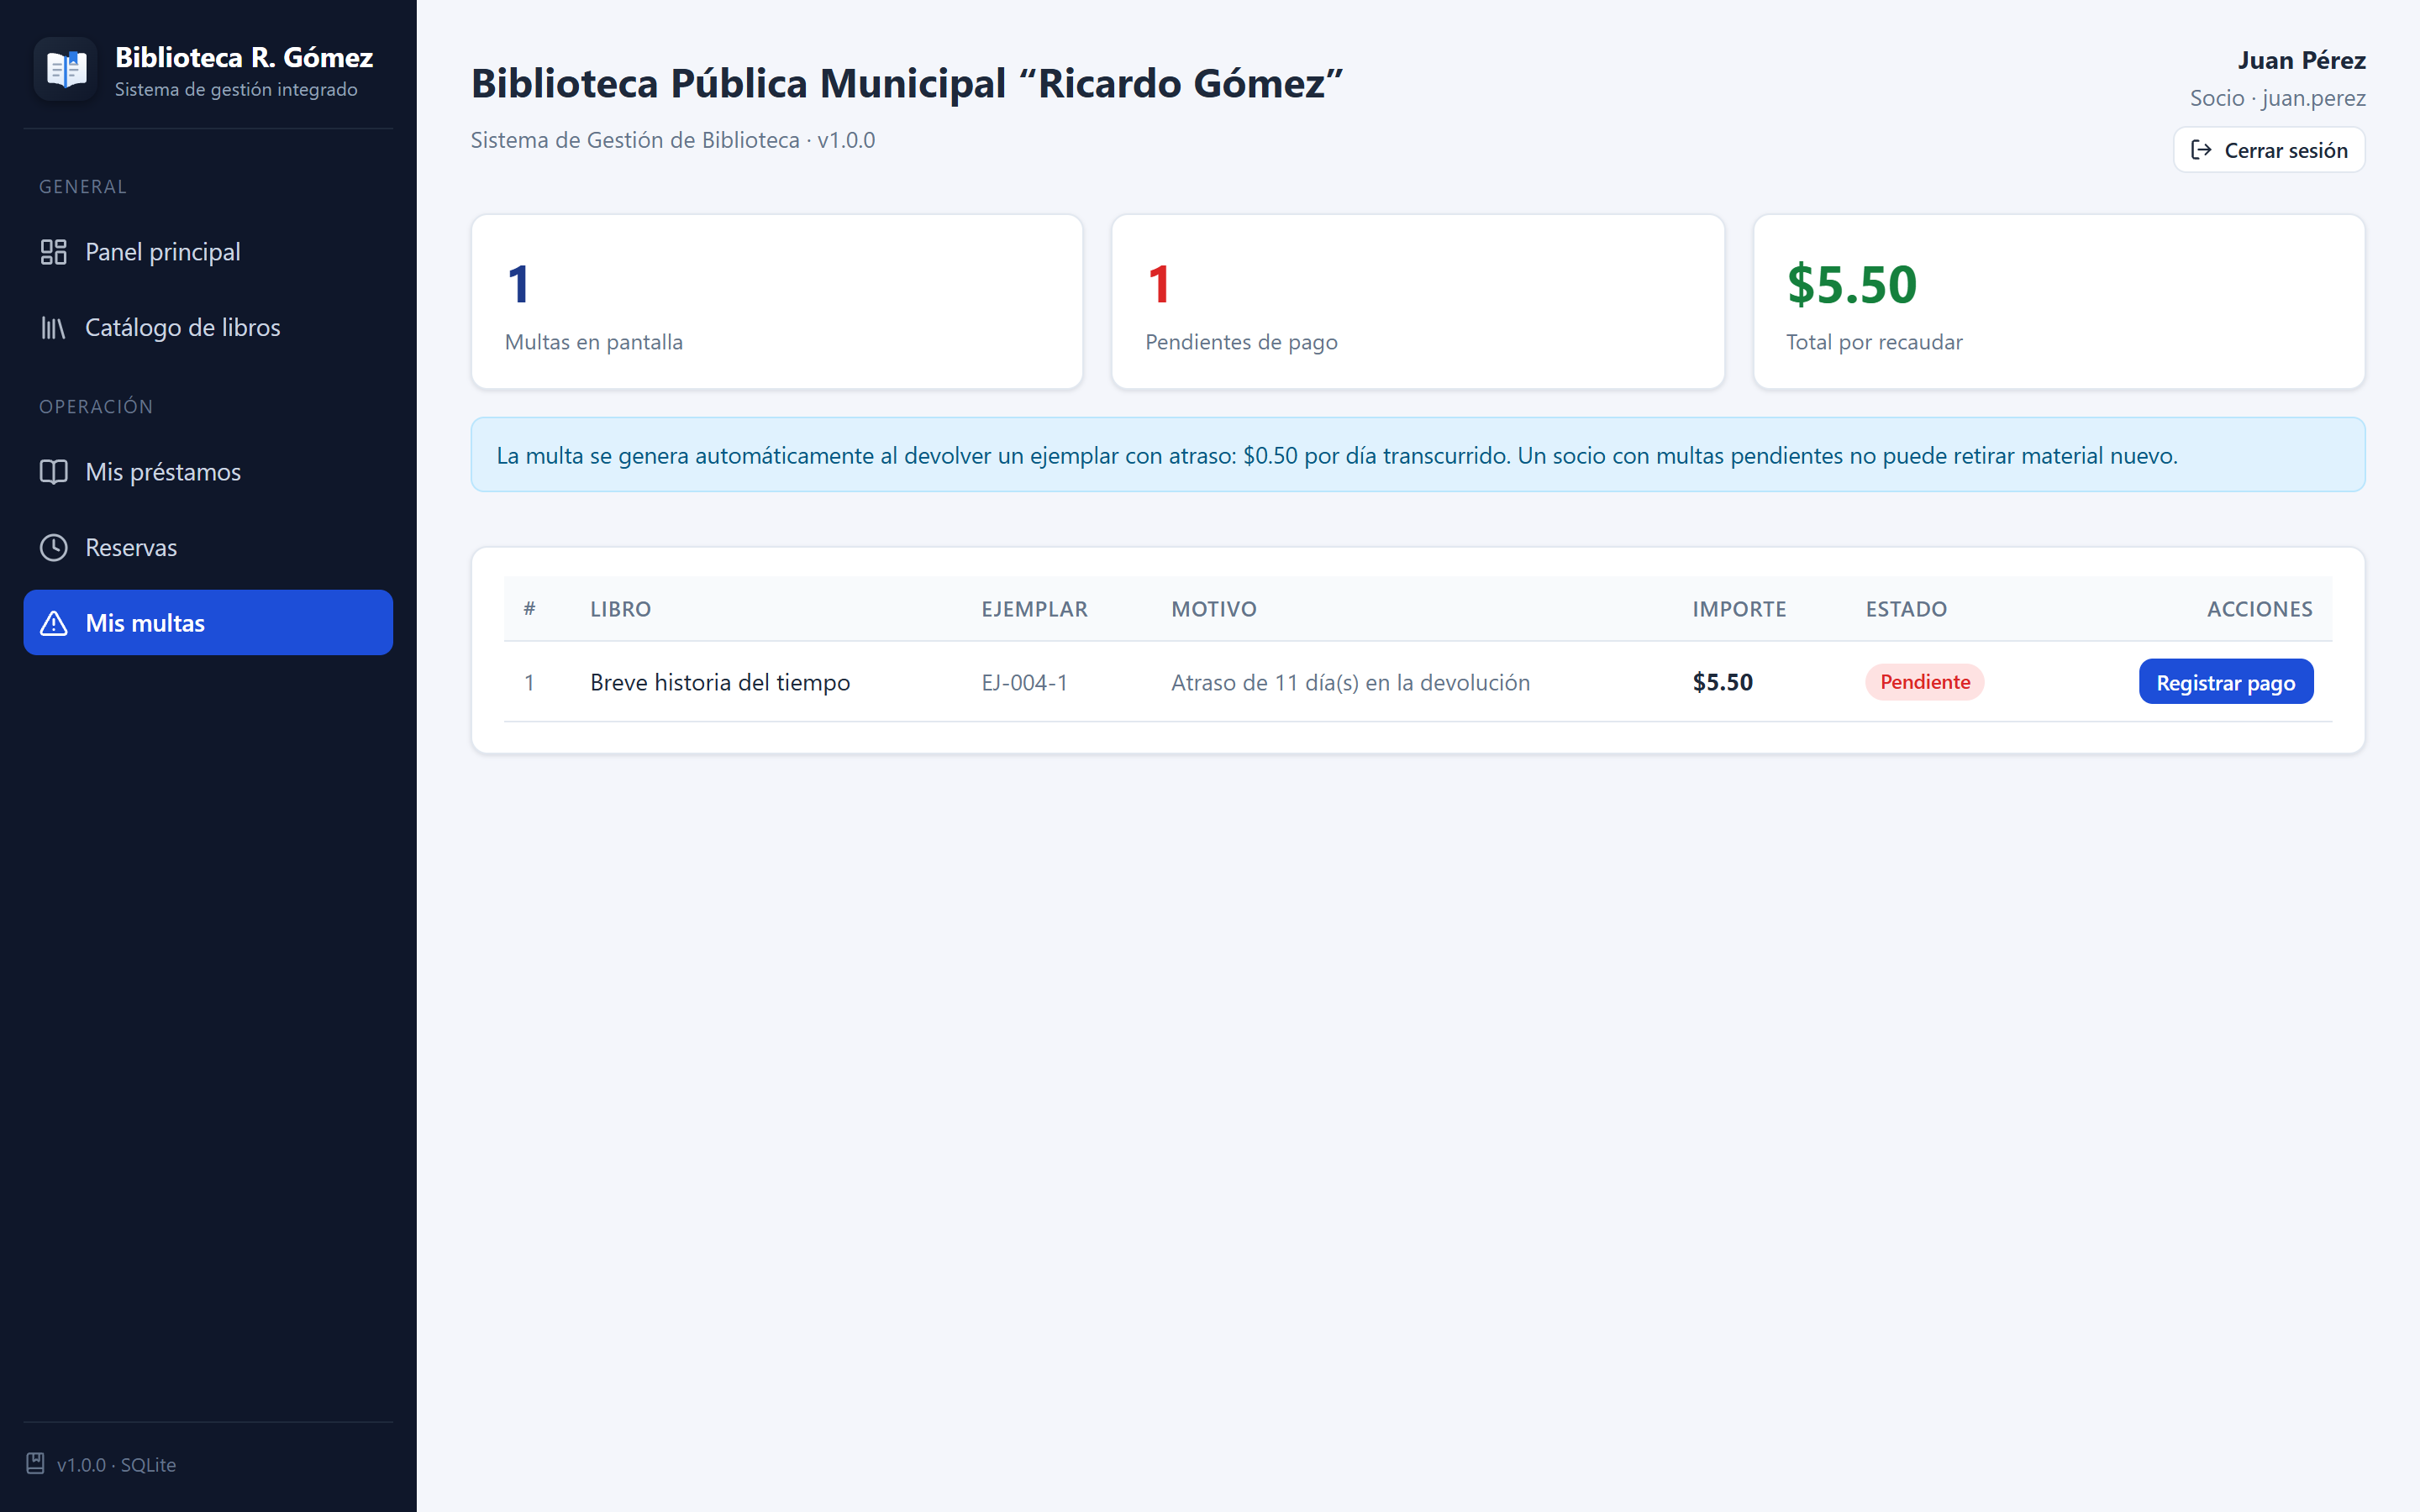 Biblioteca R. Gómez
Sistema de gestión integrado
GENERAL
Panel principal
Catálogo de libros
OPERACIÓN
Mis préstamos
Reservas
Mis multas
v1.0.0 · SQLite
Biblioteca Pública Municipal “Ricardo Gómez”
Sistema de Gestión de Biblioteca · v1.0.0
Juan Pérez
Socio · juan.perez
Cerrar sesión
1
Multas en pantalla
1
Pendientes de pago
$5.50
Total por recaudar
La multa se genera automáticamente al devolver un ejemplar con atraso: $0.50 por día transcurrido. Un socio con multas pendientes no puede retirar material nuevo.
# LIBRO EJEMPLAR MOTIVO IMPORTE ESTADO ACCIONES
1 Breve historia del tiempo EJ-004-1 Atraso de 11 día(s) en la devolución $5.50 Pendiente Registrar pago